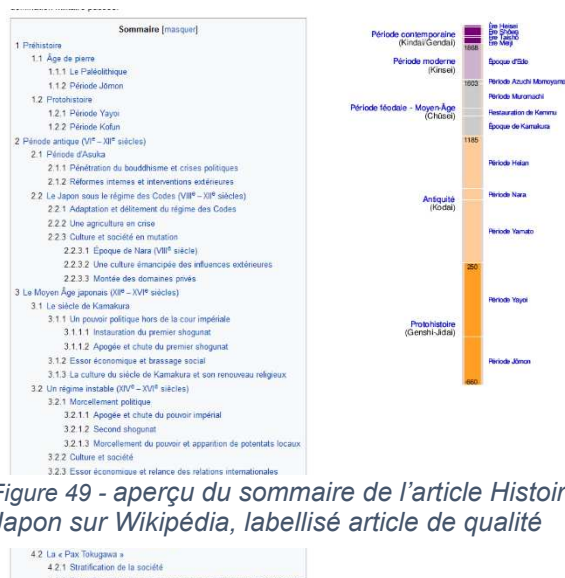 Sommaire [masquer]
1 Préhistoire
1.1 Âge de pierre
1.1.1 Le Paléolithique
1.1.2 Période Jōmon
1.2 Protohistoire
1.2.1 Période Yayoi
1.2.2 Période Kofun
2 Période antique (VIe – XIIe siècles)
2.1 Période d'Asuka
2.1.1 Pénétration du bouddhisme et crises politiques
2.1.2 Réformes internes et interventions extérieures
2.2 Le Japon sous le régime des Codes (VIIIe – XIIe siècles)
2.2.1 Adaptation et délitement du régime des Codes
2.2.2 Une agriculture en crise
2.2.3 Culture et société en mutation
2.2.3.1 Époque de Nara (VIIIe siècle)
2.2.3.2 Une culture émancipée des influences extérieures
2.2.3.3 Montée des domaines privés
3 Le Moyen Âge japonais (XIIe – XVIe siècles)
3.1 Le siècle de Kamakura
3.1.1 Un pouvoir politique hors de la cour impériale
3.1.1.1 Instauration du premier shogunat
3.1.1.2 Apogée et chute du premier shogunat
3.1.2 Essor économique et brassage social
3.1.3 La culture du siècle de Kamakura et son renouveau religieux
3.2 Un régime instable (XIVe – XVIe siècles)
3.2.1 Morcellement politique
3.2.1.1 Apogée et chute du pouvoir impérial
3.2.1.2 Second shogunat
3.2.1.3 Morcellement du pouvoir et apparition de potentats locaux
3.2.2 Culture et société
3.2.3 Essor économique et relance des relations internationales
Période contemporaine
(Kindai/Gendai)
Période moderne
(Kinsei)
Période féodale - Moyen-Âge
(Chūsei)
Antiquité
(Kodai)
Protohistoire
(Genshi-Jidai)
1868
1603
1185
250
-660
Ère Heisei
Ère Shōwa
Ère Taishō
Ère Meiji
Époque d'Edo
Période Azuchi Momoyama
Période Muromachi
Restauration de Kemmu
Époque de Kamakura
Période Heian
Période Nara
Période Yamato
Période Yayoi
Période Jōmon
Figure 49 - aperçu du sommaire de l'article Histoir
Japon sur Wikipédia, labellisé article de qualité
4.2 La « Pax Tokugawa »
4.2.1 Stratification de la société